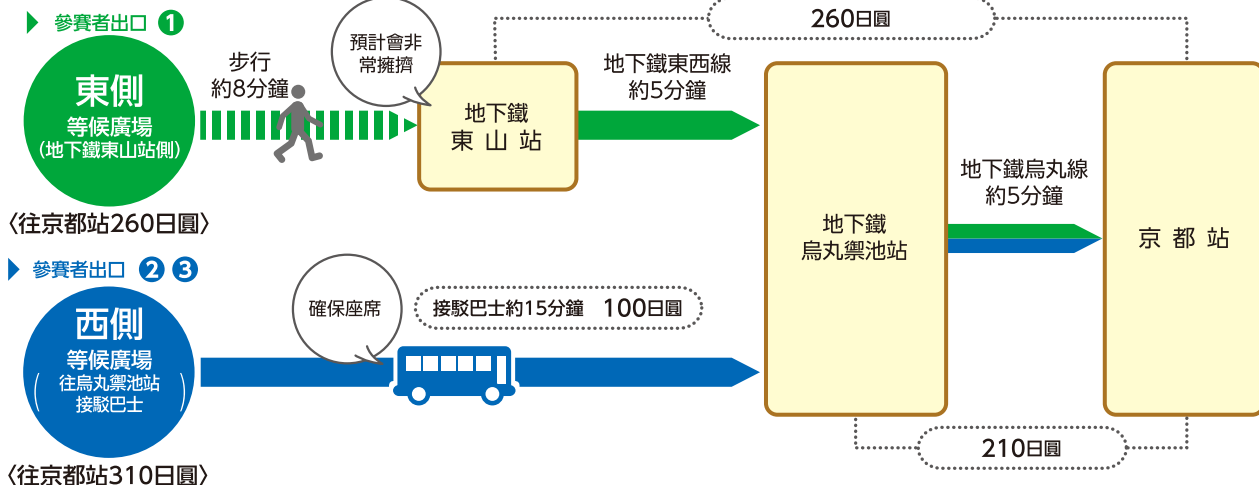 參賽者出口 1
東側
等候廣場
(地下鐵東山站側)
〈往京都站260日圓〉
步行
約8分鐘
預計會非
常擁擠
地下鐵
東山站
地下鐵東西線
約5分鐘
260日圓
參賽者出口 2 3
西側
等候廣場
(往烏丸禦池站
接駁巴士)
〈往京都站310日圓〉
確保座席
接駁巴士約15分鐘 100日圓
地下鐵
烏丸禦池站
地下鐵烏丸線
約5分鐘
京都站
210日圓